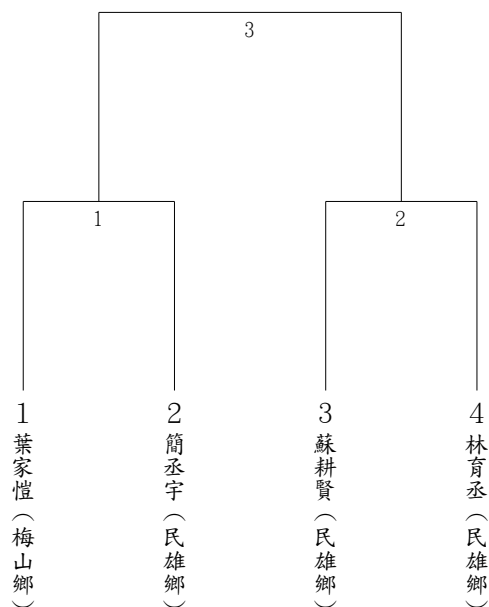 3
1
2
1 葉家愷(梅山鄉)
2 簡丞宇(民雄鄉)
3 蘇耕賢(民雄鄉)
4 林育丞(民雄鄉)